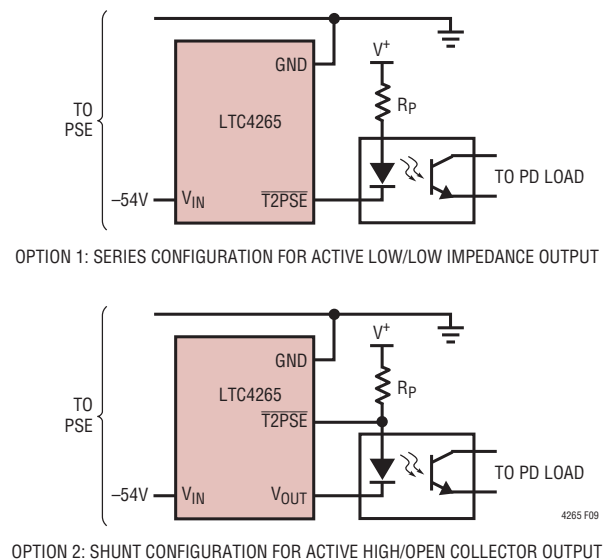 GND
V+
TO
PSE
LTC4265
RP
–54V
VIN
T2PSE
TO PD LOAD
OPTION 1: SERIES CONFIGURATION FOR ACTIVE LOW/LOW IMPEDANCE OUTPUT
GND
V+
TO
PSE
LTC4265
RP
T2PSE
–54V
VIN
VOUT
TO PD LOAD
4265 F09
OPTION 2: SHUNT CONFIGURATION FOR ACTIVE HIGH/OPEN COLLECTOR OUTPUT